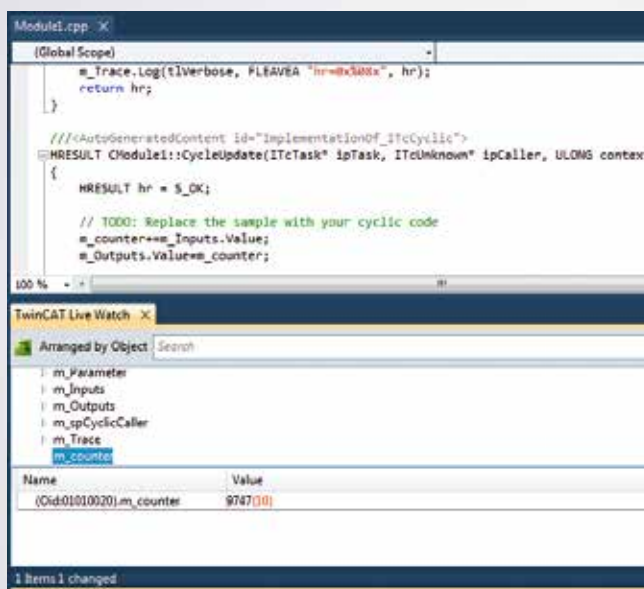 Module1.cpp ×
(Global Scope)
m_Trace.Log(tlVerbose, FLEAVEA "hr=0x%08x", hr);
return hr;
}
///<AutoGeneratedContent id="ImplementationOf_ITcCyclic">
HRESULT CModule1::CycleUpdate(ITcTask* ipTask, ITcUnknown* ipCaller, ULONG contex
{
HRESULT hr = S_OK;
// TODO: Replace the sample with your cyclic code
m_counter+=m_Inputs.Value;
m_Outputs.Value=m_counter;
100 %
TwinCAT Live Watch ×
Arranged by Object Search
m_Parameter
m_Inputs
m_Outputs
m_spCyclicCaller
m_Trace
m_counter
Name Value
(Oid:01010020).m_counter 9747(10)
1 Items 1 changed